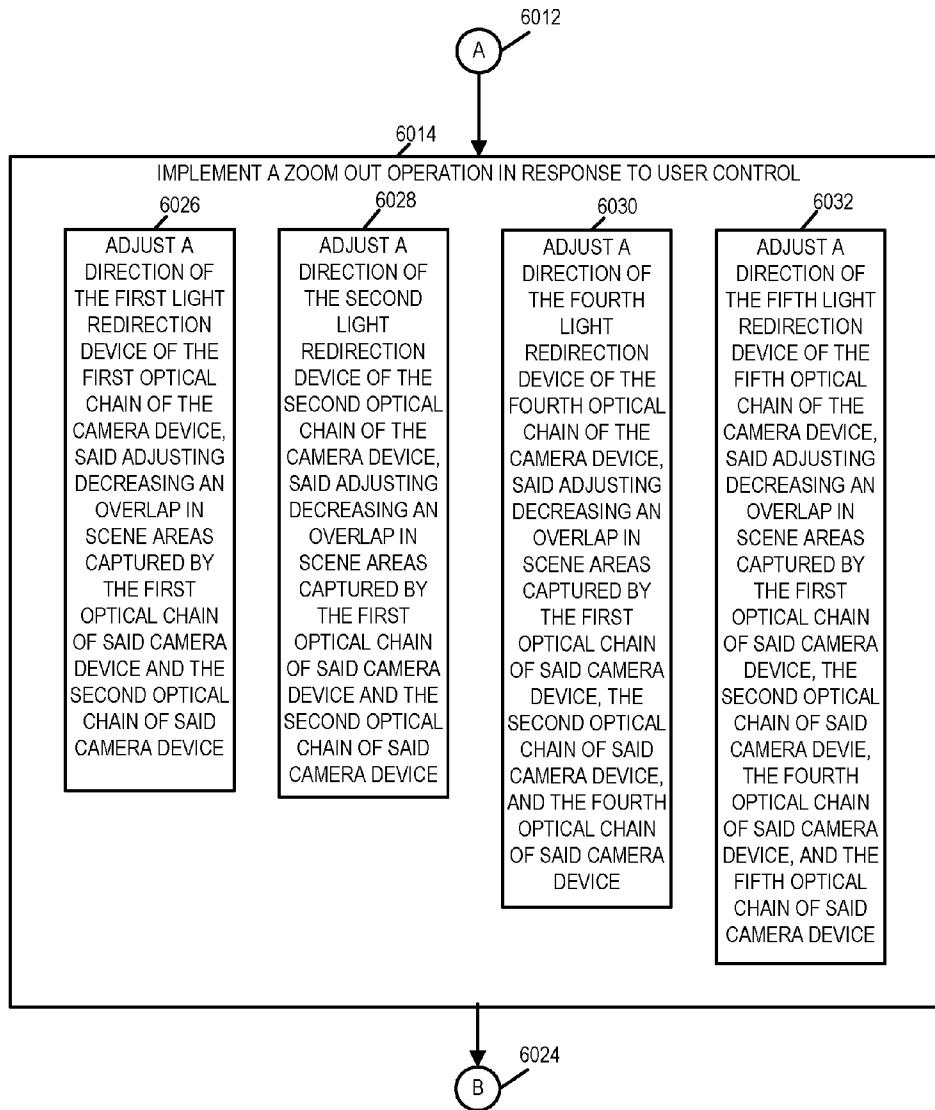 6012
A
6014
IMPLEMENT A ZOOM OUT OPERATION IN RESPONSE TO USER CONTROL
6026
ADJUST A
DIRECTION OF
THE FIRST LIGHT
REDIRECTION
DEVICE OF THE
FIRST OPTICAL
CHAIN OF THE
CAMERA DEVICE,
SAID ADJUSTING
DECREASING AN
OVERLAP IN
SCENE AREAS
CAPTURED BY
THE FIRST
OPTICAL CHAIN
OF SAID CAMERA
DEVICE AND THE
SECOND OPTICAL
CHAIN OF SAID
CAMERA DEVICE
6028
ADJUST A
DIRECTION OF
THE SECOND
LIGHT
REDIRECTION
DEVICE OF THE
SECOND OPTICAL
CHAIN OF THE
CAMERA DEVICE,
SAID ADJUSTING
DECREASING AN
OVERLAP IN
SCENE AREAS
CAPTURED BY
THE FIRST
OPTICAL CHAIN
OF SAID CAMERA
DEVICE AND THE
SECOND OPTICAL
CHAIN OF SAID
CAMERA DEVICE
6030
ADJUST A
DIRECTION OF
THE FOURTH
LIGHT
REDIRECTION
DEVICE OF THE
FOURTH OPTICAL
CHAIN OF THE
CAMERA DEVICE,
SAID ADJUSTING
DECREASING AN
OVERLAP IN
SCENE AREAS
CAPTURED BY
THE FIRST
OPTICAL CHAIN
OF SAID CAMERA
DEVICE, THE
SECOND OPTICAL
CHAIN OF SAID
CAMERA DEVICE,
AND THE FOURTH
OPTICAL CHAIN
OF SAID CAMERA
DEVICE
6032
ADJUST A
DIRECTION OF
THE FIFTH LIGHT
REDIRECTION
DEVICE OF THE
FIFTH OPTICAL
CHAIN OF THE
CAMERA DEVICE,
SAID ADJUSTING
DECREASING AN
OVERLAP IN
SCENE AREAS
CAPTURED BY
THE FIRST
OPTICAL CHAIN
OF SAID CAMERA
DEVICE, THE
SECOND OPTICAL
CHAIN OF SAID
CAMERA DEVIE,
THE FOURTH
OPTICAL CHAIN
OF SAID CAMERA
DEVICE, AND THE
FIFTH OPTICAL
CHAIN OF SAID
CAMERA DEVICE
6024
B